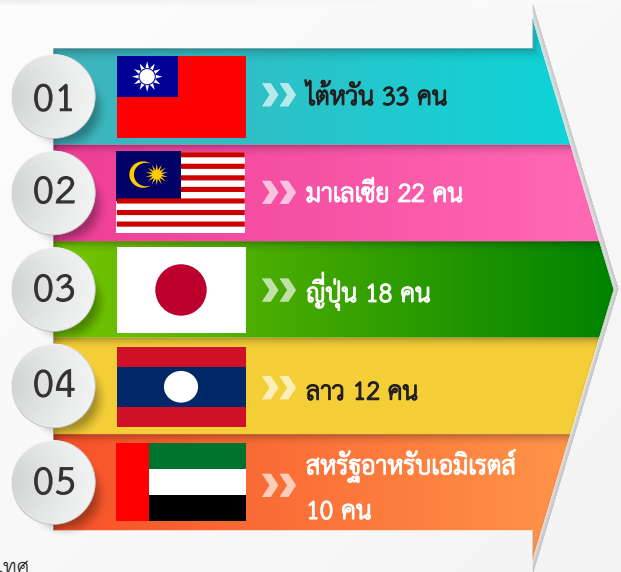 01
ไต้หวัน 33 คน
02
มาเลเซีย 22 คน
03
ญี่ปุ่น 18 คน
04
ลาว 12 คน
05
สหรัฐอาหรับเอมิเรตส์
10 คน